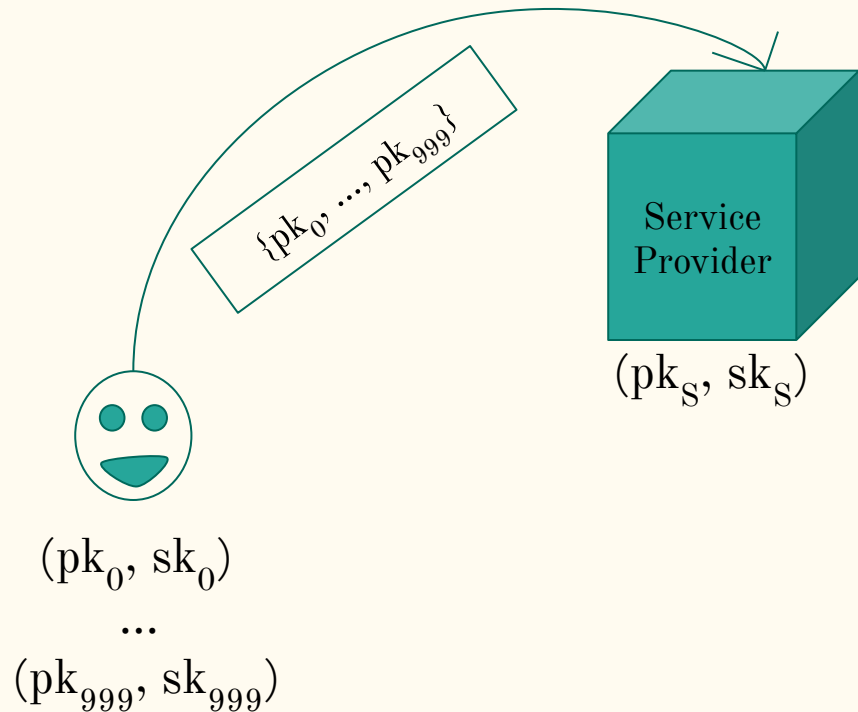 {pk₀, ..., pk₉₉₉}
Service
Provider
(pkₛ, skₛ)
(pk₀, sk₀)
...
(pk₉₉₉, sk₉₉₉)